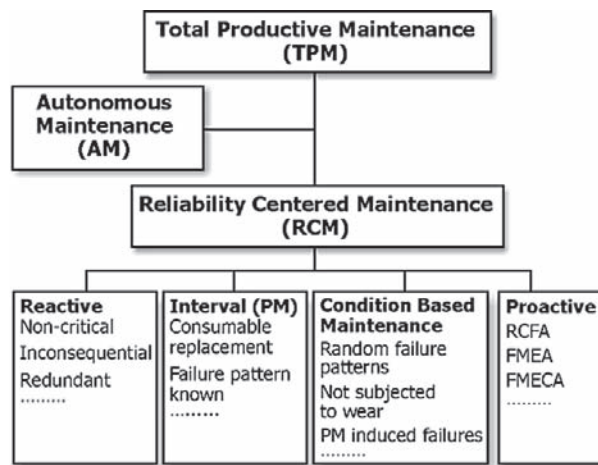 Total Productive Maintenance
(TPM)
Autonomous
Maintenance
(AM)
Reliability Centered Maintenance
(RCM)
Reactive
Non-critical
Inconsequential
Redundant
.........
Interval (PM)
Consumable
replacement
Failure pattern
known
.........
Condition Based
Maintenance
Random failure
patterns
Not subjected
to wear
PM induced failures
.........
Proactive
RCFA
FMEA
FMECA
.........